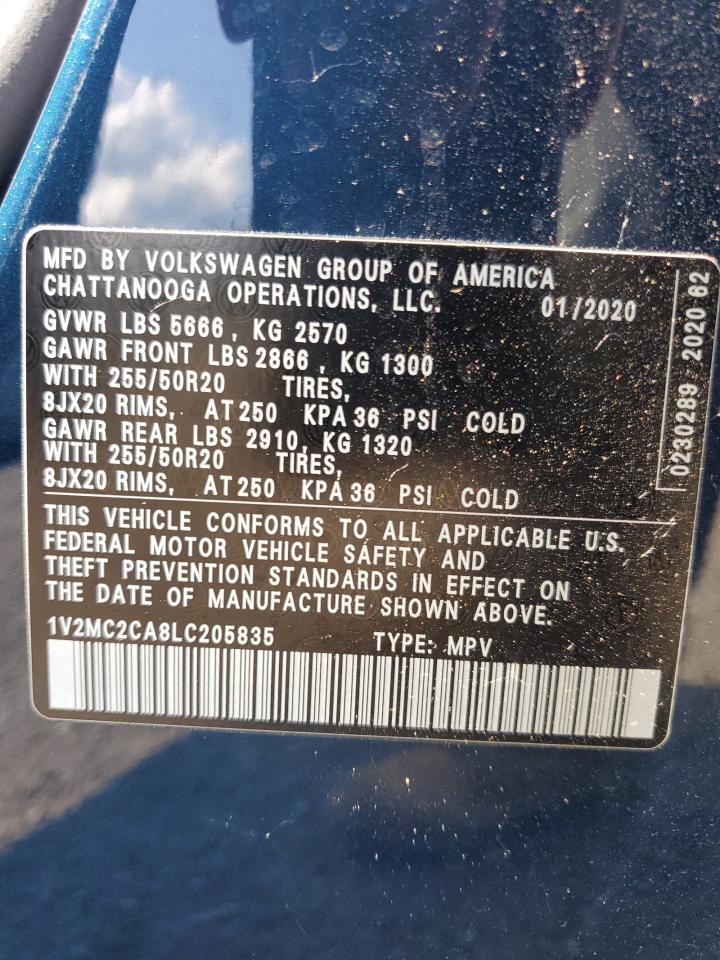 MFD BY VOLKSWAGEN GROUP OF AMERICA
CHATTANOOGA OPERATIONS, LLC. 01/2020
GVWR LBS 5666, KG 2570
GAWR FRONT LBS 2866, KG 1300
WITH 255/50R20 TIRES,
8JX20 RIMS, AT 250 KPA 36 PSI COLD
GAWR REAR LBS 2910, KG 1320
WITH 255/50R20 TIRES,
8JX20 RIMS, AT 250 KPA 36 PSI COLD
THIS VEHICLE CONFORMS TO ALL APPLICABLE U.S.
FEDERAL MOTOR VEHICLE SAFETY AND
THEFT PREVENTION STANDARDS IN EFFECT ON
THE DATE OF MANUFACTURE SHOWN ABOVE.
1V2MC2CA8LC205835 TYPE: MPV
0230289 2020 62